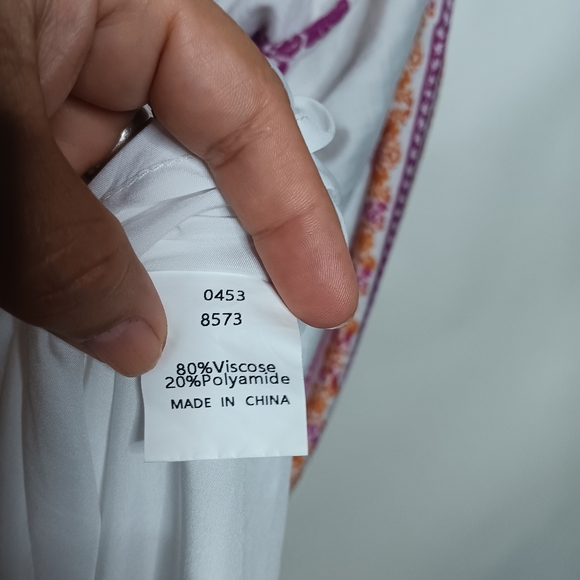 0453
8573
80%Viscose
20%Polyamide
MADE IN CHINA